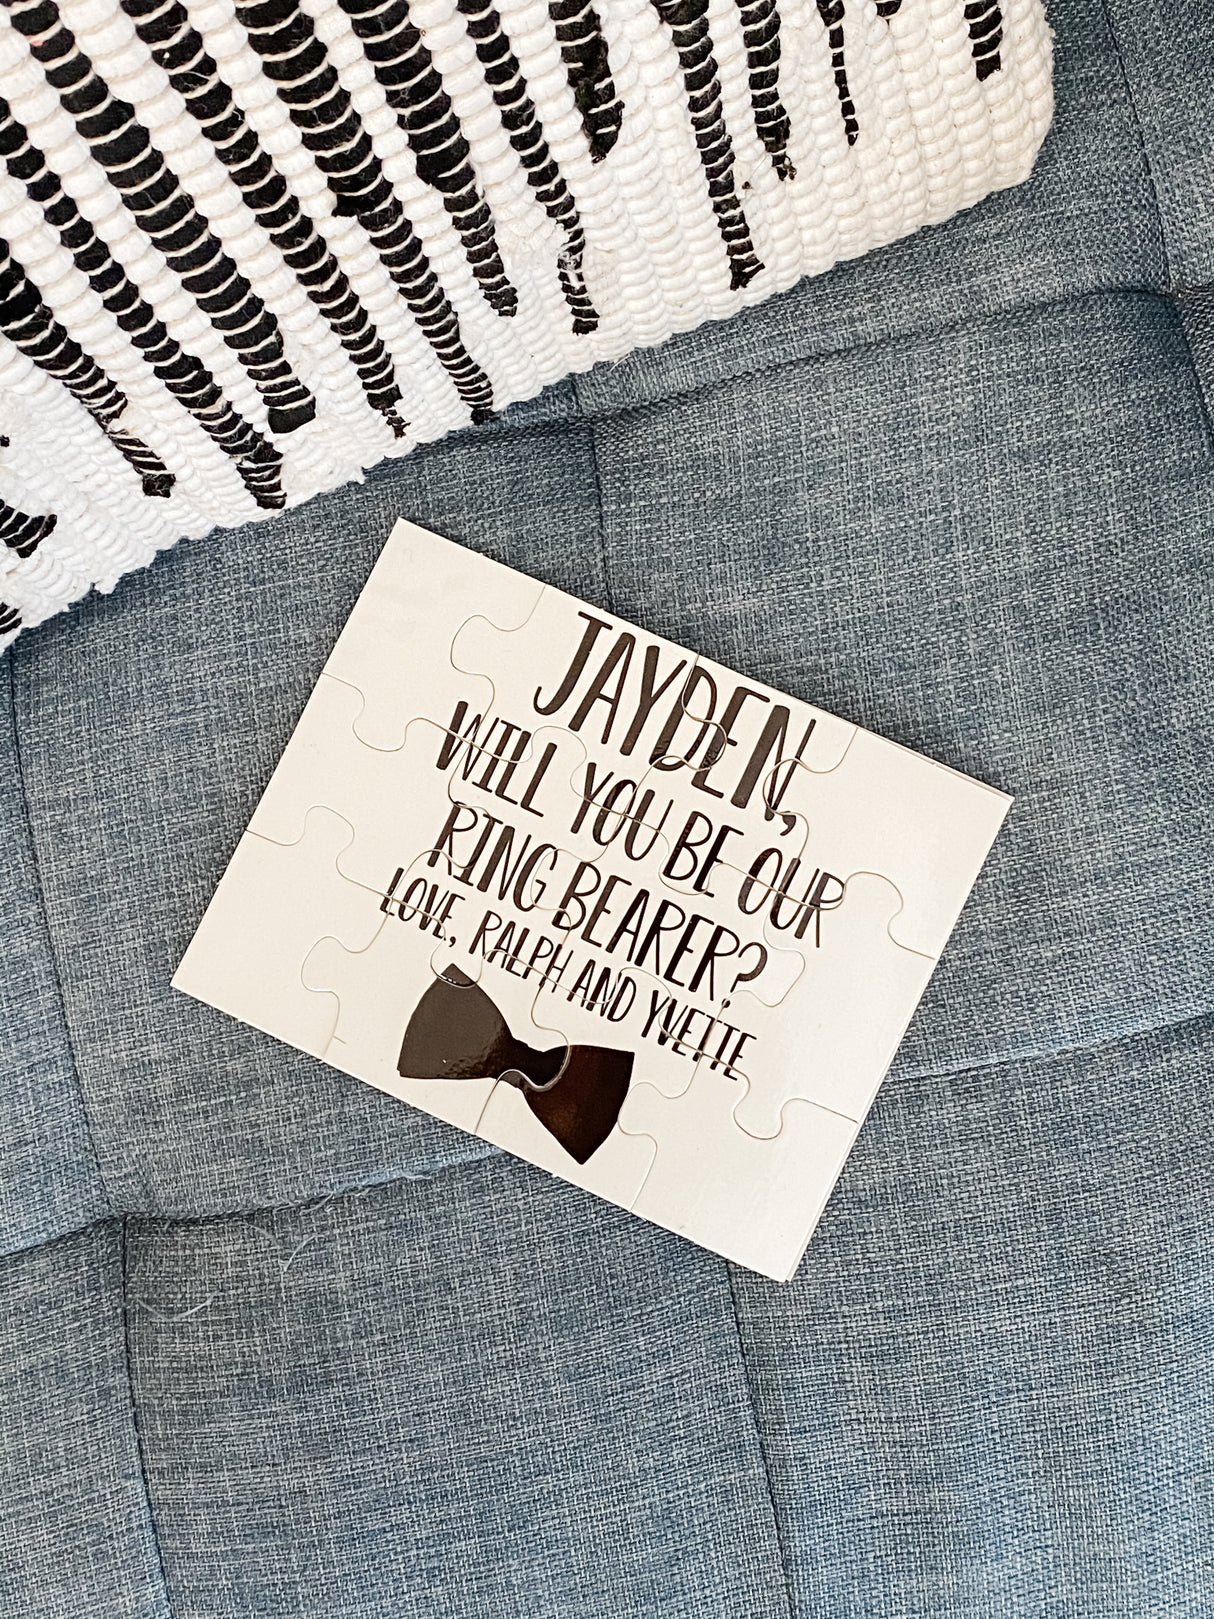 JAYDEN,
WILL YOU BE OUR
RING BEARER?
LOVE, RALPH AND YVETTE